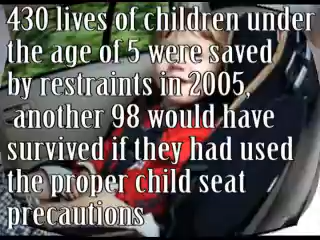 430 lives of children under
the age of 5 were saved
by restraints in 2005,
another 98 would have
survived if they had used
the proper child seat
precautions